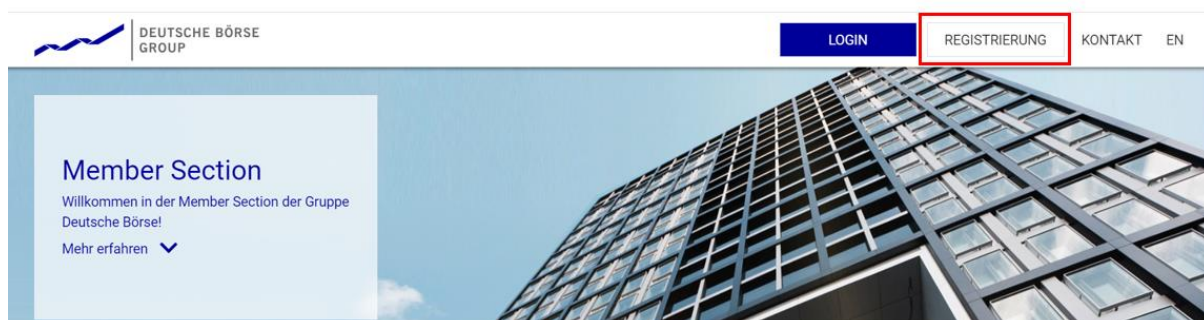 DEUTSCHE BÖRSE
GROUP
LOGIN
REGISTRIERUNG
KONTAKT
EN
Member Section
Willkommen in der Member Section der Gruppe
Deutsche Börse!
Mehr erfahren